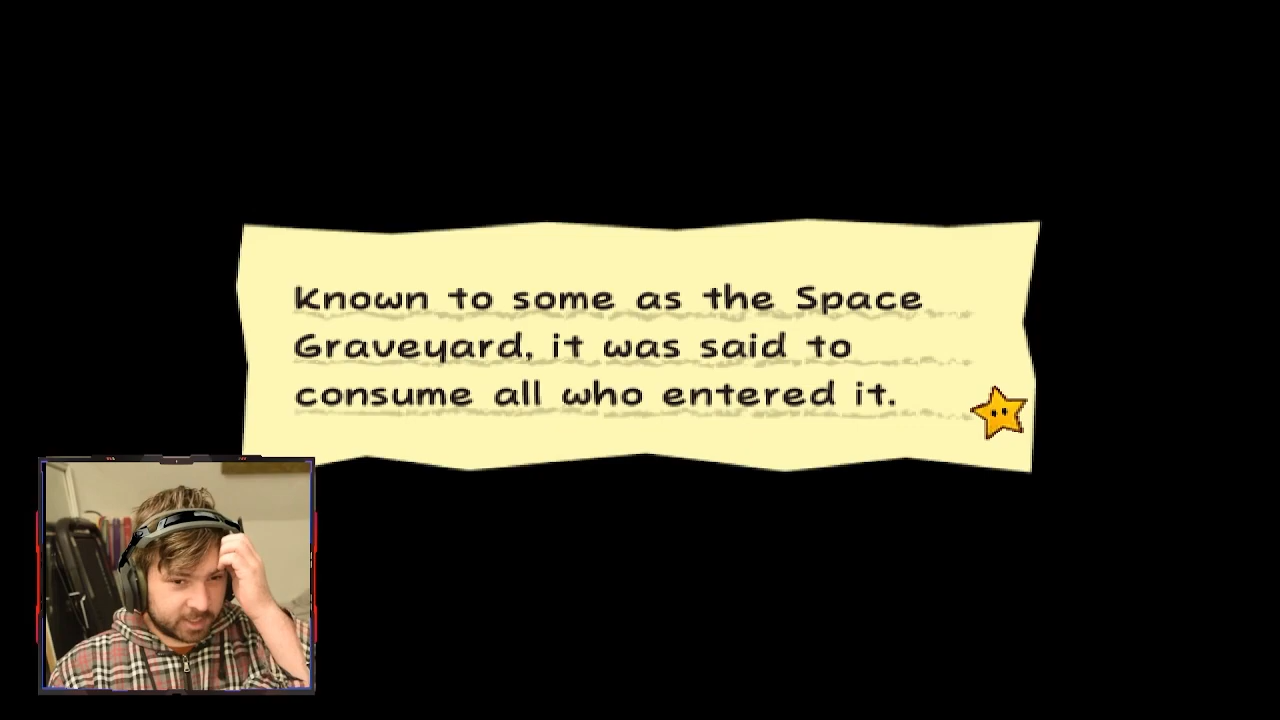 Known to some as the Space
Graveyard, it was said to
consume all who entered it.